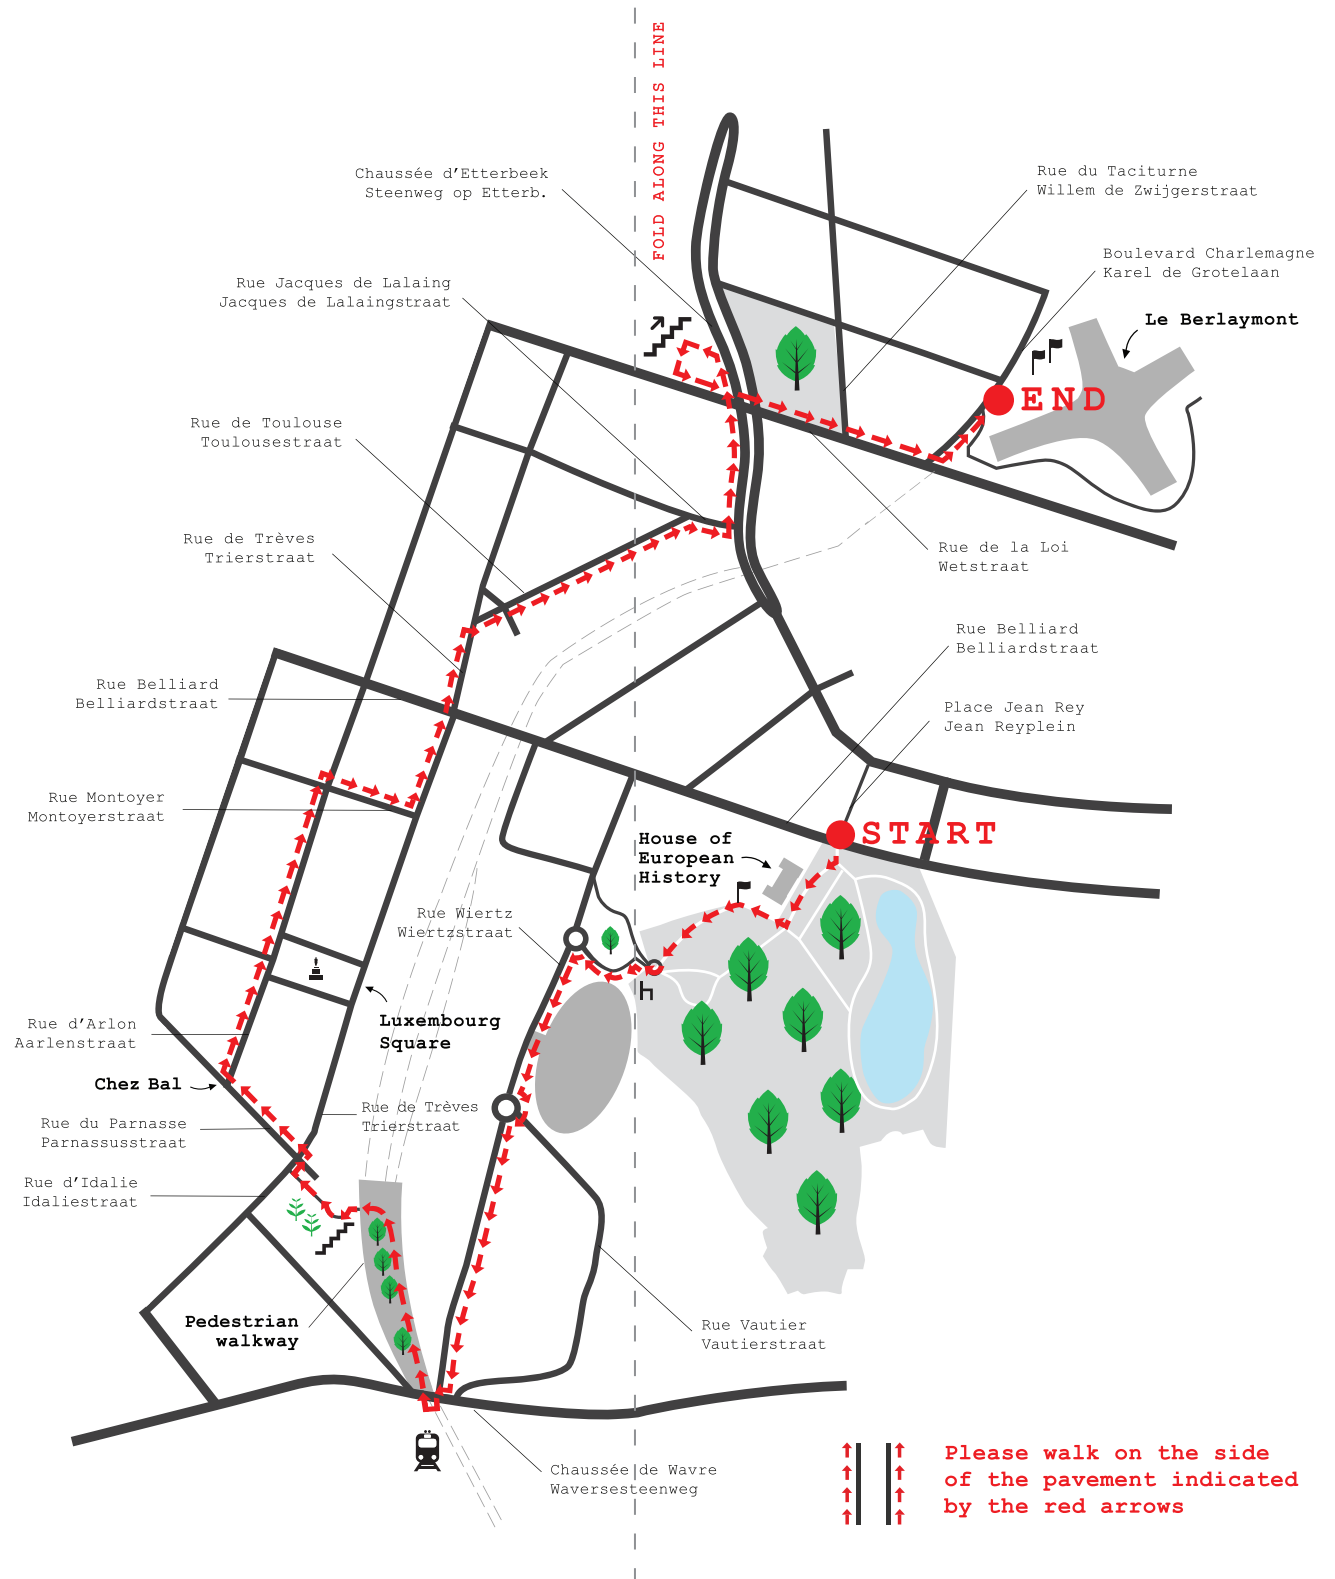 FOLD ALONG THIS LINE
Chaussée d'Etterbeek
Steenweg op Etterb.
Rue du Taciturne
Willem de Zwijgerstraat
Boulevard Charlemagne
Karel de Grotelaan
Rue Jacques de Lalaing
Jacques de Lalaingstraat
Le Berlaymont
END
Rue de Toulouse
Toulousestraat
Rue de Trèves
Trierstraat
Rue de la Loi
Wetstraat
Rue Belliard
Belliardstraat
Rue Belliard
Belliardstraat
Place Jean Rey
Jean Reyplein
Rue Montoyer
Montoyerstraat
START
House of
European
History
Rue Wiertz
Wiertzstraat
Luxembourg
Square
Rue d'Arlon
Aarlenstraat
Chez Bal
Rue de Trèves
Trierstraat
Rue du Parnasse
Parnassusstraat
Rue d'Idalie
Idaliestraat
Pedestrian
walkway
Rue Vautier
Vautierstraat
Chaussée de Wavre
Waversesteenweg
Please walk on the side
of the pavement indicated
by the red arrows